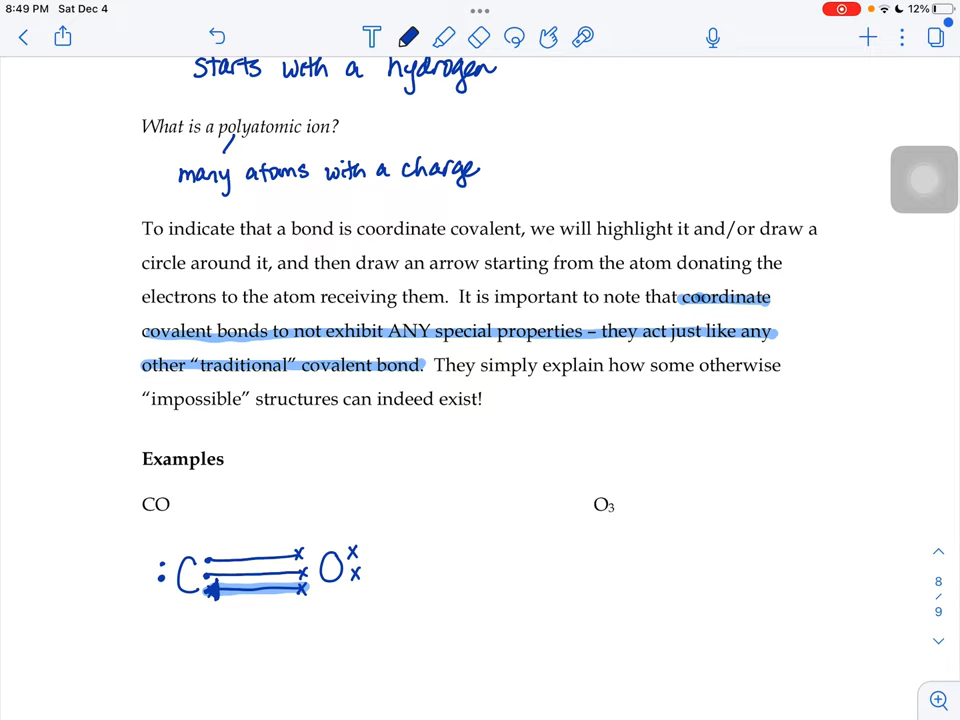 8:49 PM Sat Dec 4
12%
T
starts with a hydrogen
What is a polyatomic ion?
many atoms with a charge
To indicate that a bond is coordinate covalent, we will highlight it and/or draw a
circle around it, and then draw an arrow starting from the atom donating the
electrons to the atom receiving them. It is important to note that coordinate
covalent bonds to not exhibit ANY special properties – they act just like any
other “traditional” covalent bond. They simply explain how some otherwise
“impossible” structures can indeed exist!
Examples
CO
O₃
:C x x x O x x
8
/
9